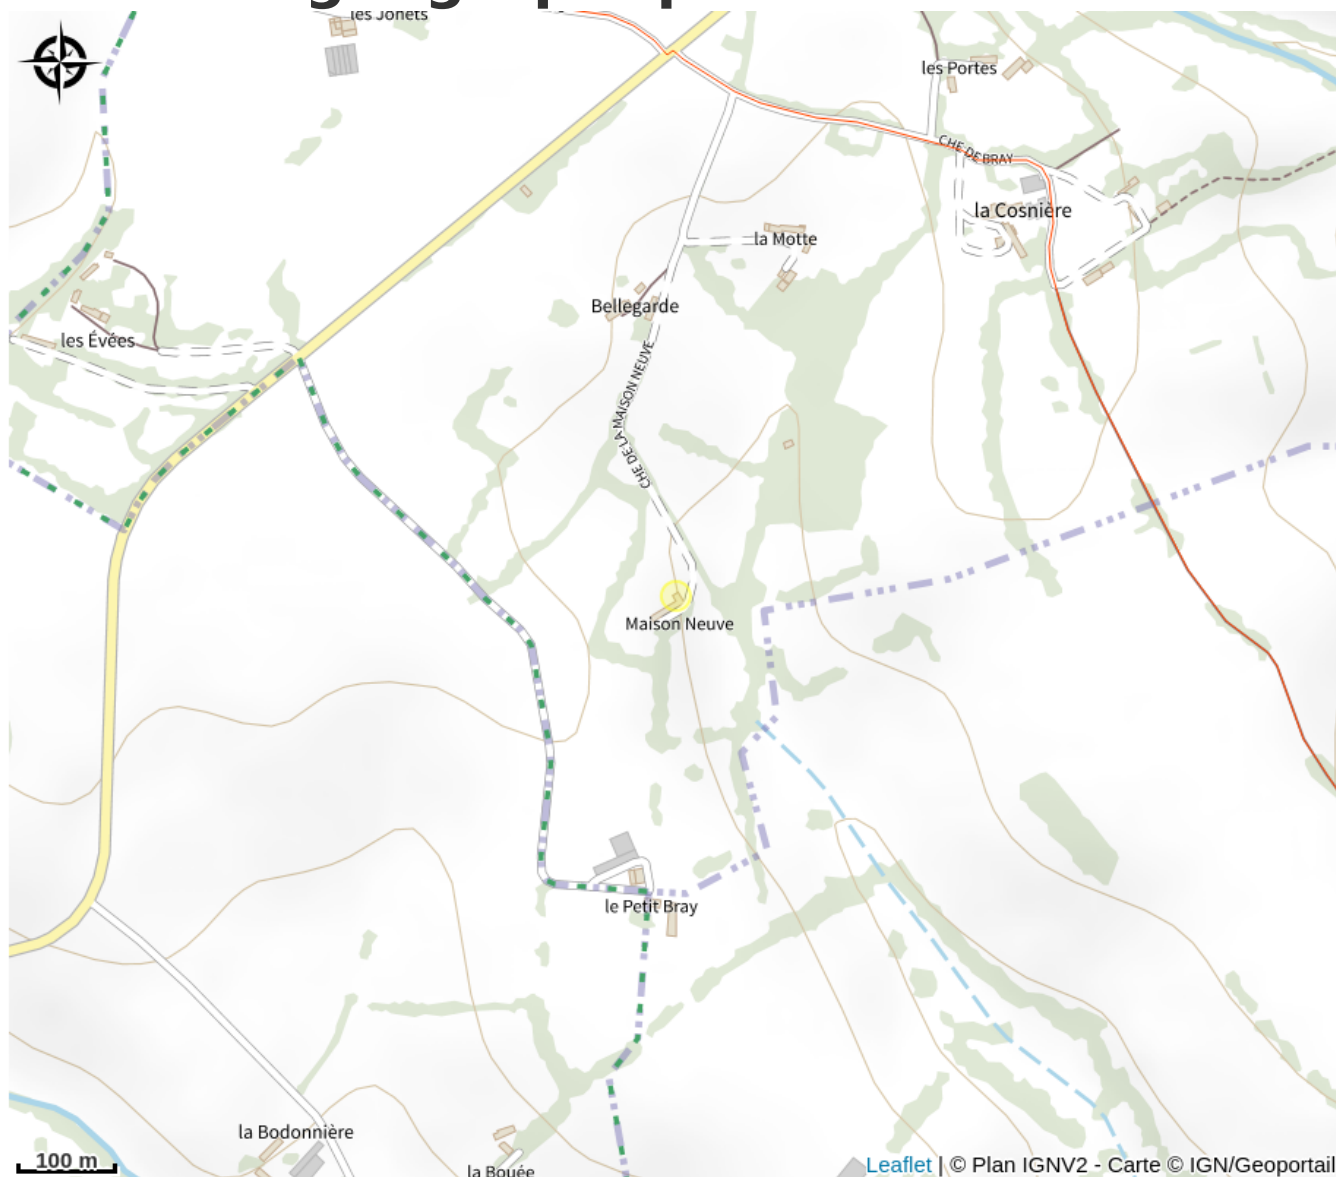 les Jonets
les Portes
CHE DE BRAY
la Cosnière
la Motte
Bellegarde
les Évées
CHE DE LA MAISON NEUVE
Maison Neuve
le Petit Bray
la Bodonnière
la Bouée
100 m
Leaflet | © Plan IGNV2 - Carte © IGN/Geoportail